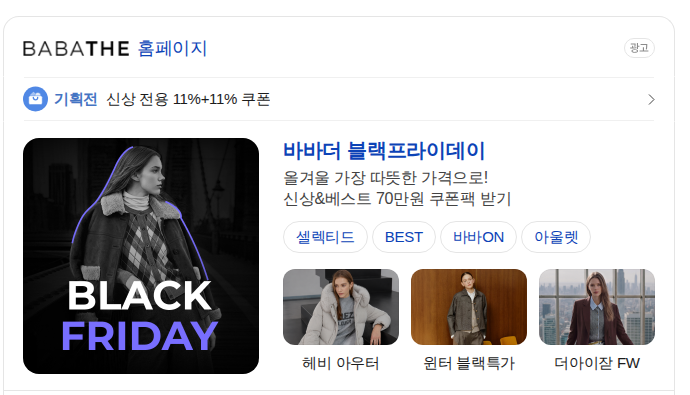 BABATHE 홈페이지
광고
기획전 신상 전용 11%+11% 쿠폰
BLACK
FRIDAY
바바더 블랙프라이데이
올겨울 가장 따뜻한 가격으로!
신상&베스트 70만원 쿠폰팩 받기
셀렉티드 BEST 바바ON 아울렛
헤비 아우터 윈터 블랙특가 더아이잗 FW